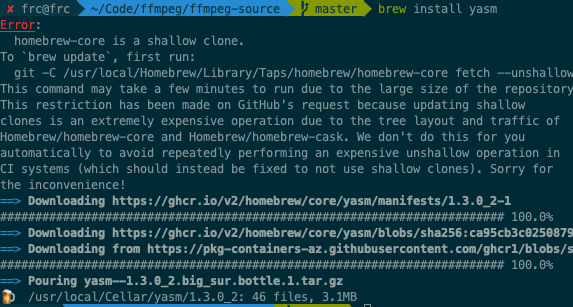 ✘ frc@frc ~/Code/ffmpeg/ffmpeg-source master brew install yasm
Error:
homebrew-core is a shallow clone.
To `brew update`, first run:
git -C /usr/local/Homebrew/Library/Taps/homebrew/homebrew-core fetch --unshallow
This command may take a few minutes to run due to the large size of the repository
This restriction has been made on GitHub's request because updating shallow
clones is an extremely expensive operation due to the tree layout and traffic of
Homebrew/homebrew-core and Homebrew/homebrew-cask. We don't do this for you
automatically to avoid repeatedly performing an expensive unshallow operation in
CI systems (which should instead be fixed to not use shallow clones). Sorry for
the inconvenience!
==> Downloading https://ghcr.io/v2/homebrew/core/yasm/manifests/1.3.0_2-1
######################################################################## 100.0%
==> Downloading https://ghcr.io/v2/homebrew/core/yasm/blobs/sha256:ca95cb3c0250879
==> Downloading from https://pkg-containers-az.githubusercontent.com/ghcr1/blobs/s
######################################################################## 100.0%
==> Pouring yasm--1.3.0_2.big_sur.bottle.1.tar.gz
🍺 /usr/local/Cellar/yasm/1.3.0_2: 46 files, 3.1MB